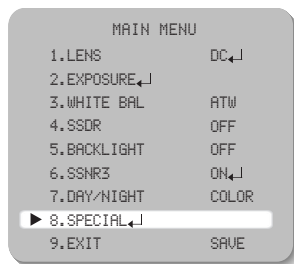 MAIN MENU
1.LENS DC↵
2.EXPOSURE↵
3.WHITE BAL ATW
4.SSDR OFF
5.BACKLIGHT OFF
6.SSNR3 ON↵
7.DAY/NIGHT COLOR
▶ 8.SPECIAL↵
9.EXIT SAVE